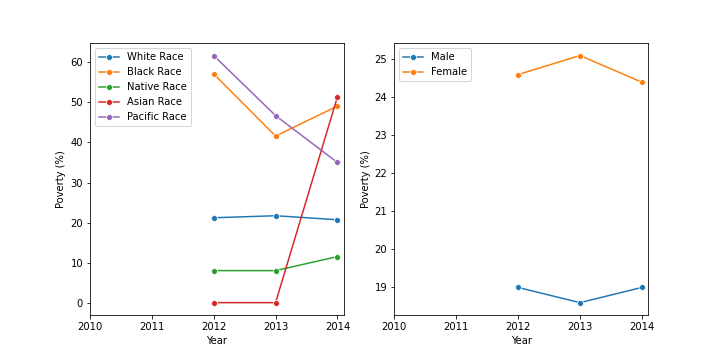 White Race
Black Race
Native Race
Asian Race
Pacific Race
60
50
40
30
20
10
0
Poverty (%)
2010 2011 2012 2013 2014
Year
Male
Female
25
24
23
22
21
20
19
Poverty (%)
2010 2011 2012 2013 2014
Year